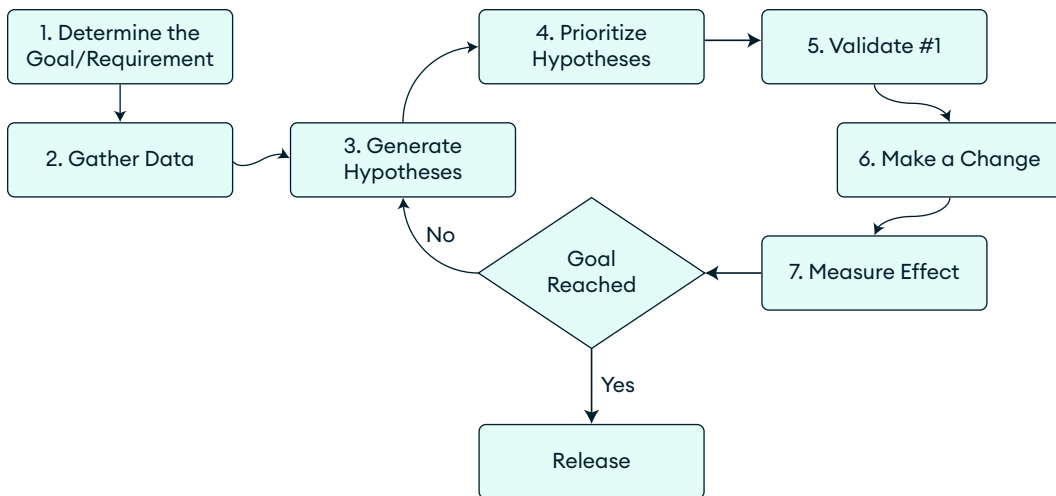 1. Determine the
Goal/Requirement
2. Gather Data
3. Generate
Hypotheses
4. Prioritize
Hypotheses
5. Validate #1
6. Make a Change
7. Measure Effect
Goal
Reached
No
Yes
Release